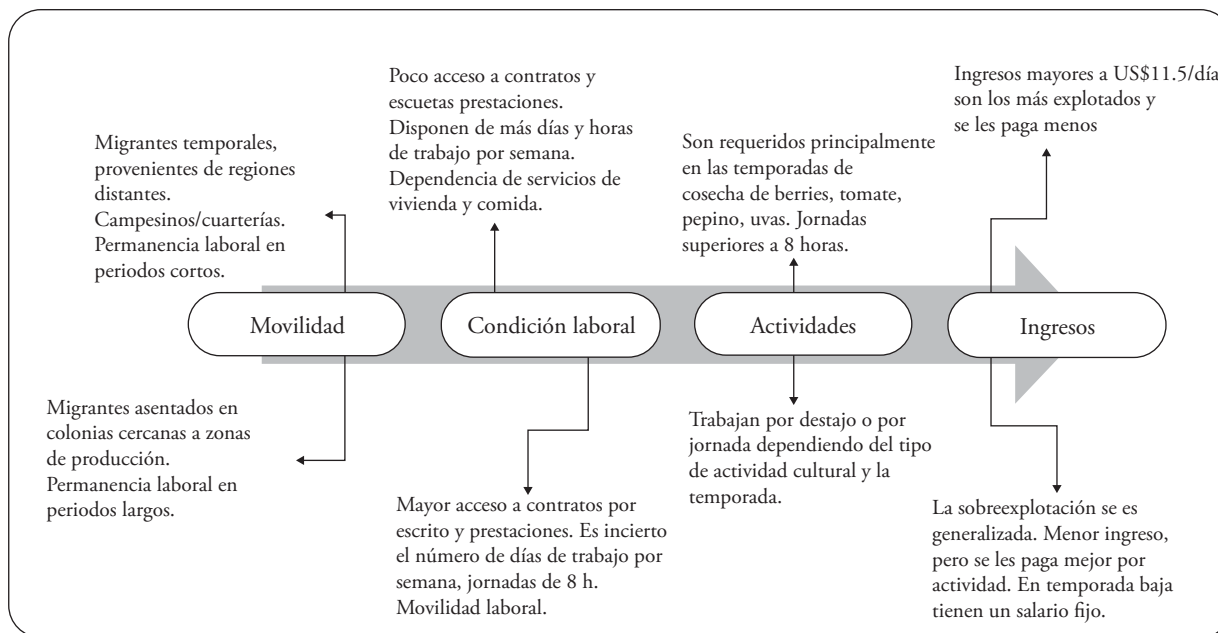 Migrantes temporales,
provenientes de regiones
distantes.
Campesinos/cuarterías.
Permanencia laboral en
periodos cortos.
Poco acceso a contratos y
escuetas prestaciones.
Disponen de más días y horas
de trabajo por semana.
Dependencia de servicios de
vivienda y comida.
Son requeridos principalmente
en las temporadas de
cosecha de berries, tomate,
pepino, uvas. Jornadas
superiores a 8 horas.
Ingresos mayores a US$11.5/día
son los más explotados y
se les paga menos
Movilidad
Condición laboral
Actividades
Ingresos
Migrantes asentados en
colonias cercanas a zonas
de producción.
Permanencia laboral en
periodos largos.
Mayor acceso a contratos por
escrito y prestaciones. Es incierto
el número de días de trabajo por
semana, jornadas de 8 h.
Movilidad laboral.
Trabajan por destajo o por
jornada dependiendo del tipo
de actividad cultural y la
temporada.
La sobreexplotación se es
generalizada. Menor ingreso,
pero se les paga mejor por
actividad. En temporada baja
tienen un salario fijo.